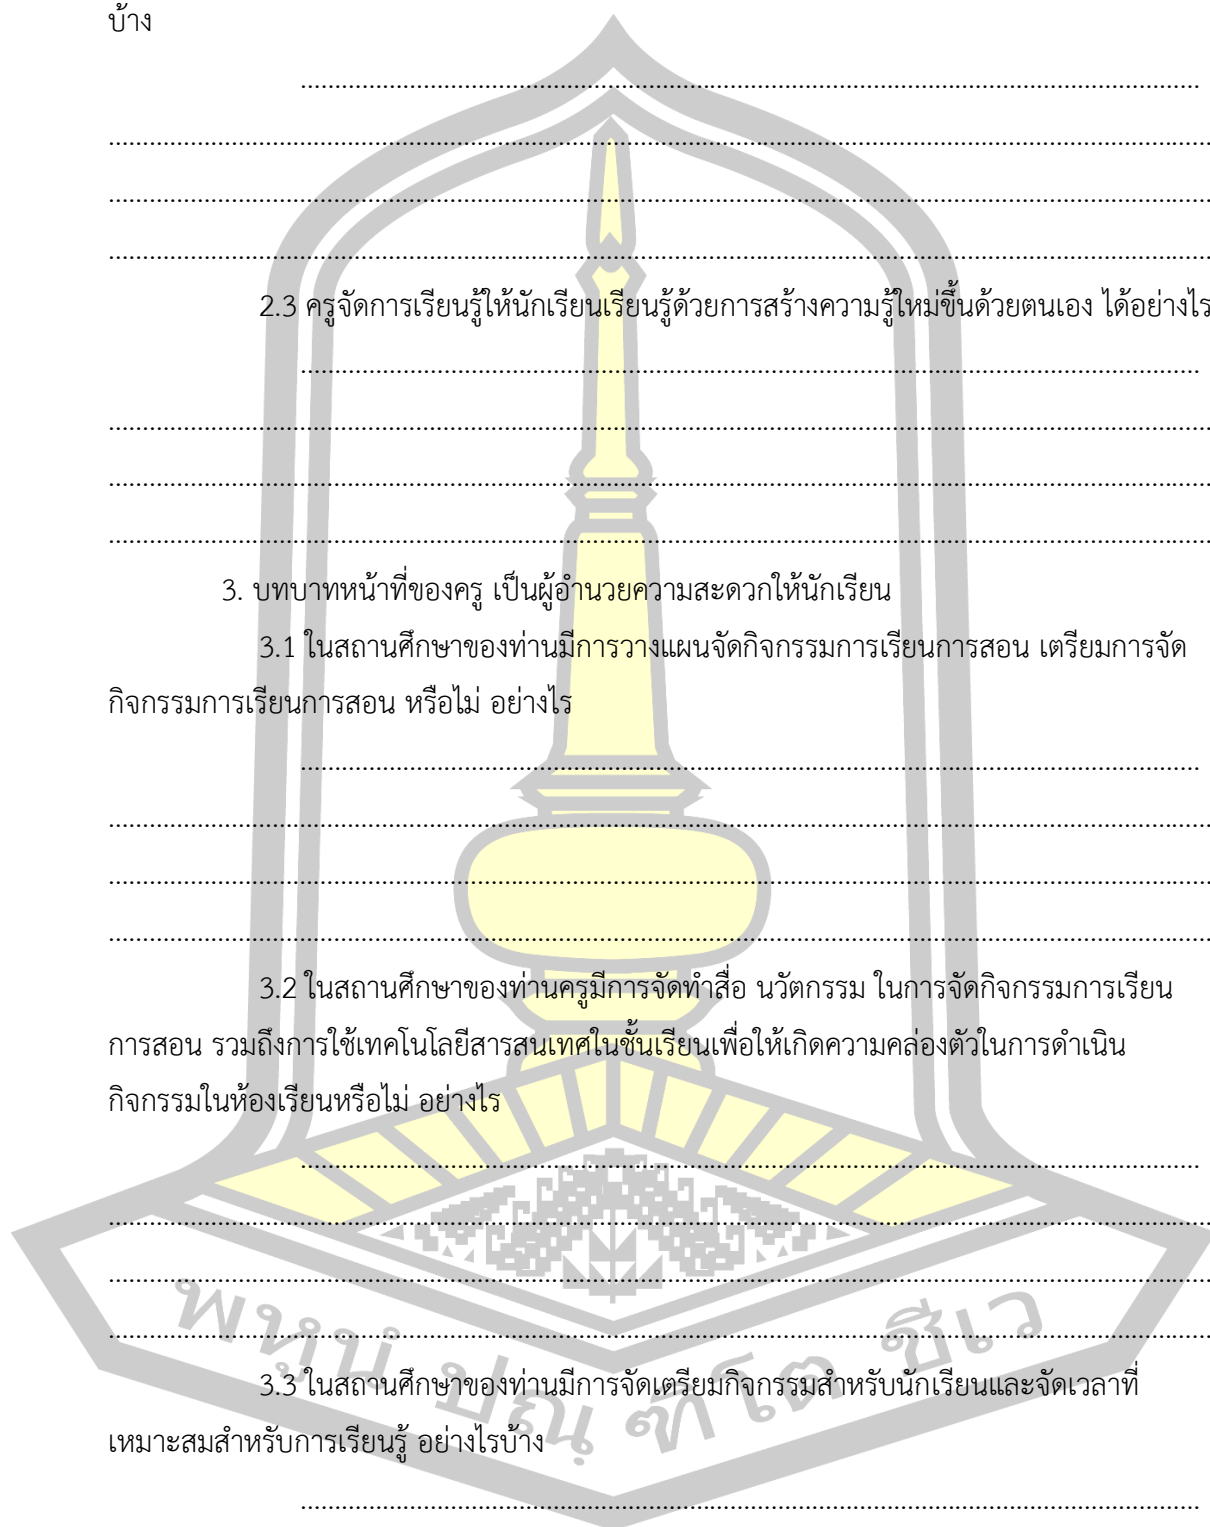 บ้าง
..........................................................................................................................................
..........................................................................................................................................
..........................................................................................................................................
..........................................................................................................................................
2.3 ครูจัดการเรียนรู้ให้นักเรียนเรียนรู้ด้วยการสร้างความรู้ใหม่ขึ้นด้วยตนเอง ได้อย่างไร
..........................................................................................................................................
..........................................................................................................................................
..........................................................................................................................................
..........................................................................................................................................
3. บทบาทหน้าที่ของครู เป็นผู้อำนวยความสะดวกให้นักเรียน
3.1 ในสถานศึกษาของท่านมีการวางแผนจัดกิจกรรมการเรียนการสอน เตรียมการจัด
กิจกรรมการเรียนการสอน หรือไม่ อย่างไร
..........................................................................................................................................
..........................................................................................................................................
..........................................................................................................................................
..........................................................................................................................................
3.2 ในสถานศึกษาของท่านครูมีการจัดทำสื่อ นวัตกรรม ในการจัดกิจกรรมการเรียน
การสอน รวมถึงการใช้เทคโนโลยีสารสนเทศในชั้นเรียนเพื่อให้เกิดความคล่องตัวในการดำเนิน
กิจกรรมในห้องเรียนหรือไม่ อย่างไร
..........................................................................................................................................
..........................................................................................................................................
..........................................................................................................................................
..........................................................................................................................................
พหุนํ ปณฺฑิโต ชีเว
3.3 ในสถานศึกษาของท่านมีการจัดเตรียมกิจกรรมสำหรับนักเรียนและจัดเวลาที่
เหมาะสมสำหรับการเรียนรู้ อย่างไรบ้าง
..........................................................................................................................................